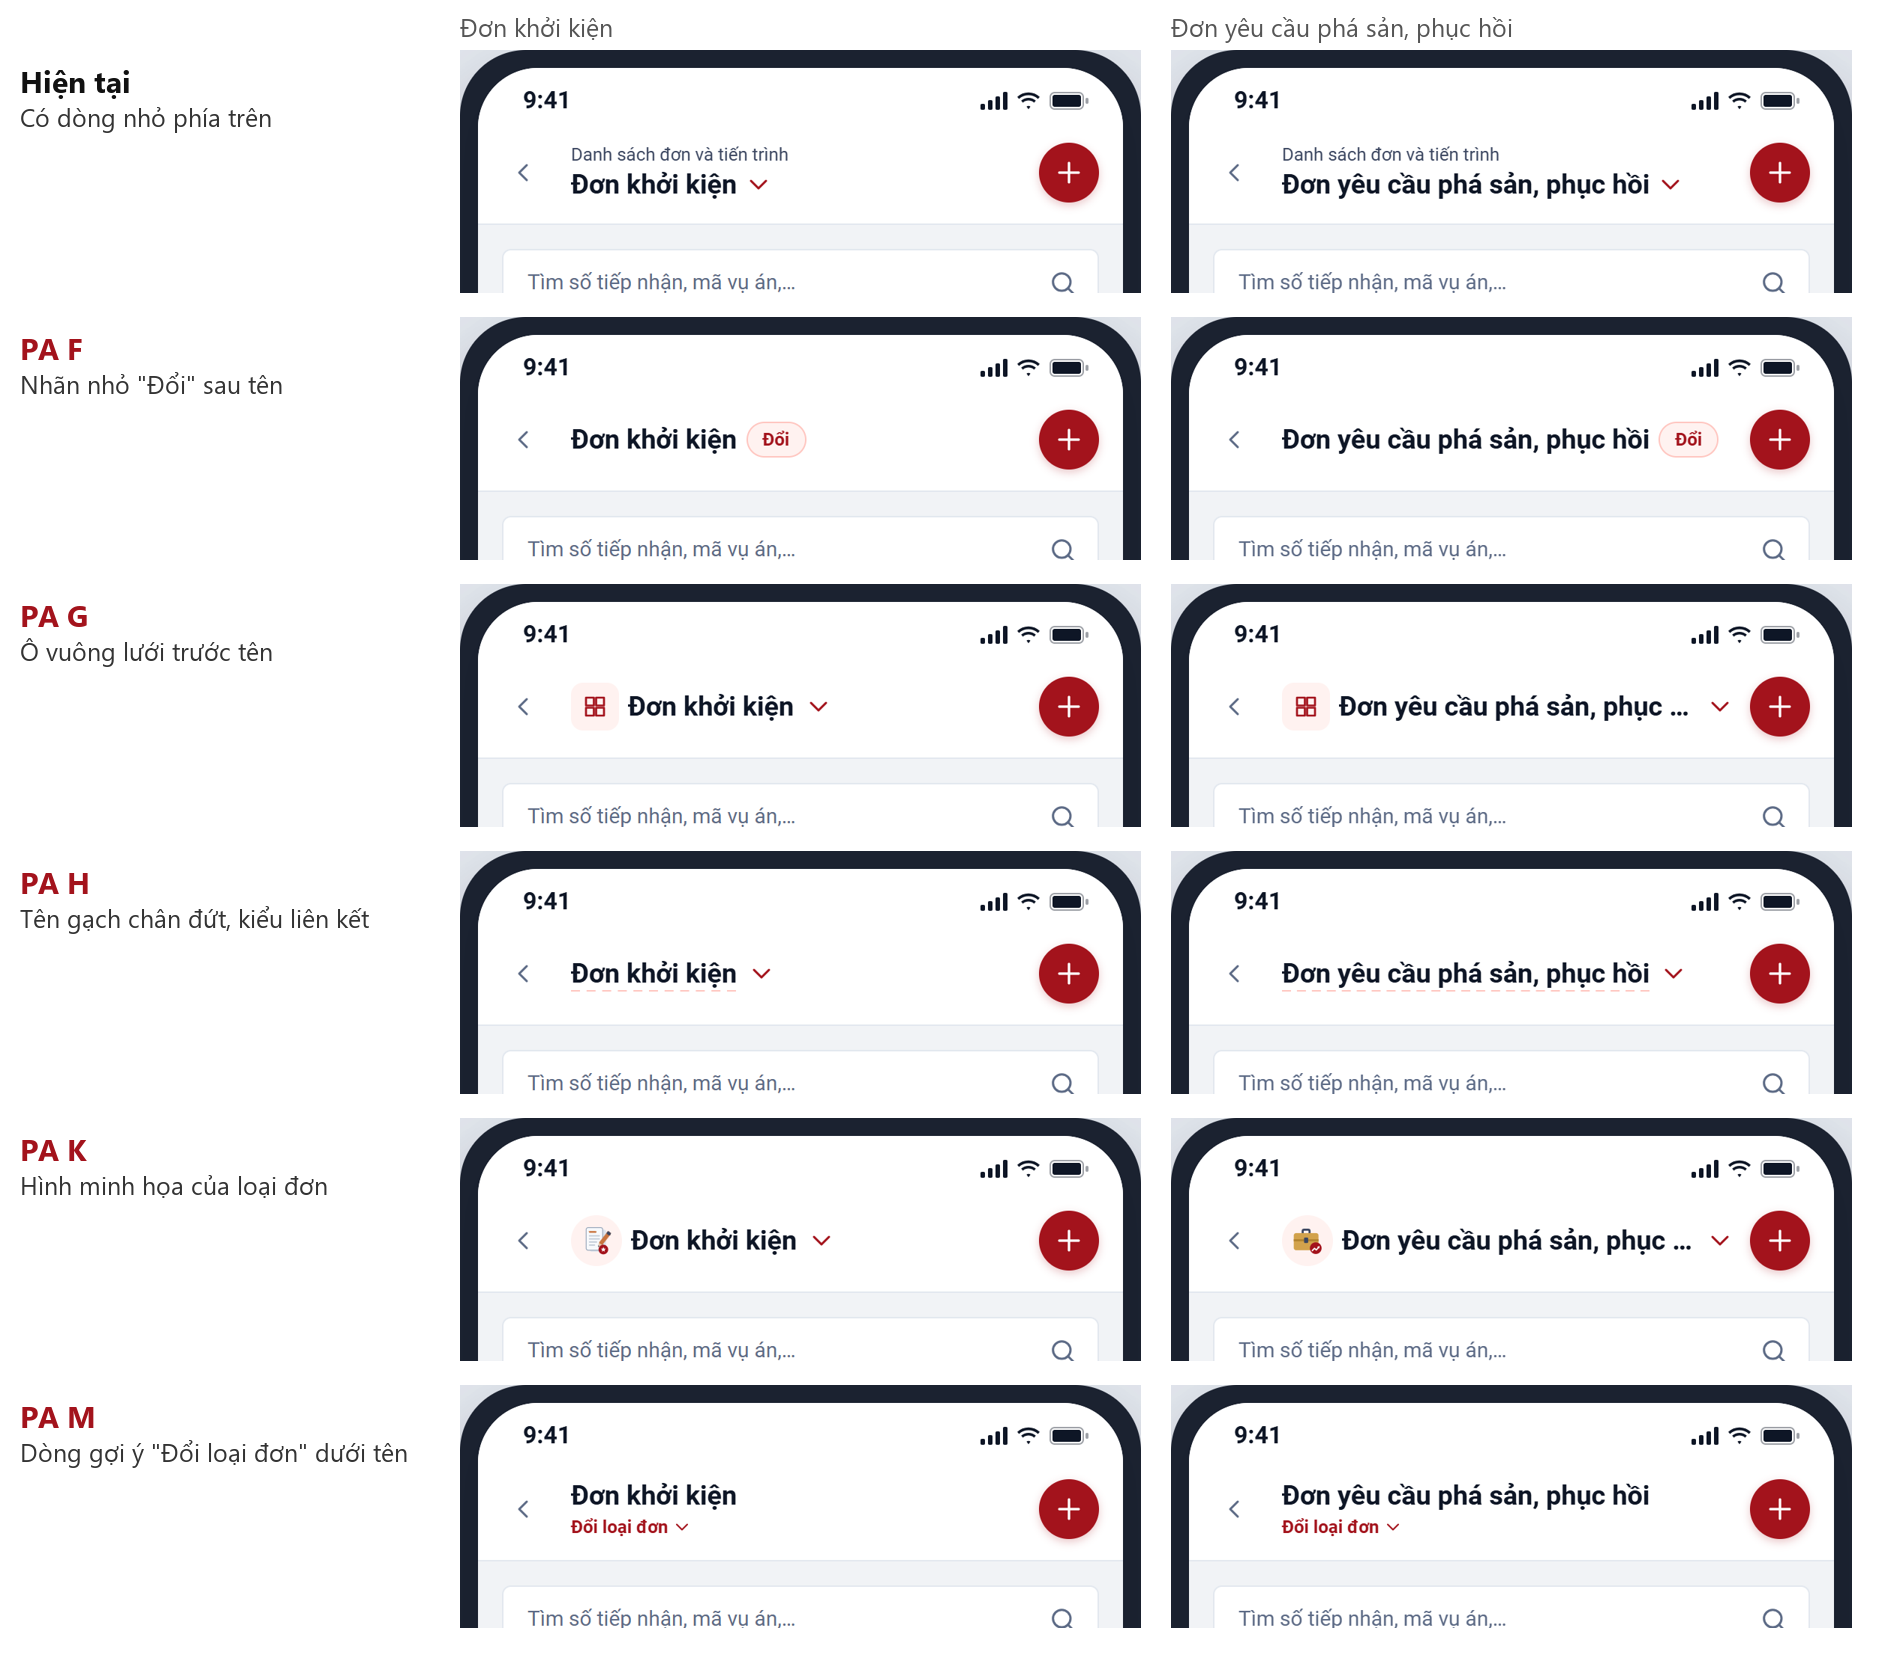 Đơn khởi kiện
Đơn yêu cầu phá sản, phục hồi
Hiện tại
Có dòng nhỏ phía trên
9:41
Danh sách đơn và tiến trình
Đơn khởi kiện
Tìm số tiếp nhận, mã vụ án,...
9:41
Danh sách đơn và tiến trình
Đơn yêu cầu phá sản, phục hồi
Tìm số tiếp nhận, mã vụ án,...
PA F
Nhãn nhỏ "Đổi" sau tên
9:41
Đơn khởi kiện Đổi
Tìm số tiếp nhận, mã vụ án,...
9:41
Đơn yêu cầu phá sản, phục hồi Đổi
Tìm số tiếp nhận, mã vụ án,...
PA G
Ô vuông lưới trước tên
9:41
Đơn khởi kiện
Tìm số tiếp nhận, mã vụ án,...
9:41
Đơn yêu cầu phá sản, phục ...
Tìm số tiếp nhận, mã vụ án,...
PA H
Tên gạch chân đứt, kiểu liên kết
9:41
Đơn khởi kiện
Tìm số tiếp nhận, mã vụ án,...
9:41
Đơn yêu cầu phá sản, phục hồi
Tìm số tiếp nhận, mã vụ án,...
PA K
Hình minh họa của loại đơn
9:41
Đơn khởi kiện
Tìm số tiếp nhận, mã vụ án,...
9:41
Đơn yêu cầu phá sản, phục ...
Tìm số tiếp nhận, mã vụ án,...
PA M
Dòng gợi ý "Đổi loại đơn" dưới tên
9:41
Đơn khởi kiện
Đổi loại đơn
Tìm số tiếp nhận, mã vụ án,...
9:41
Đơn yêu cầu phá sản, phục hồi
Đổi loại đơn
Tìm số tiếp nhận, mã vụ án,...